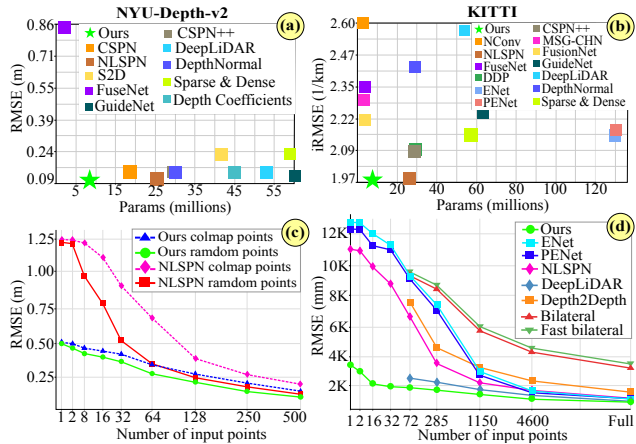 NYU-Depth-v2
KITTI
(a)
RMSE (m)
0.86
0.71
0.55
0.40
0.24
0.09
5
15
25
35
45
55
Params (millions)
Ours
CSPN
NLSPN
S2D
FuseNet
GuideNet
CSPN++
DeepLiDAR
DepthNormal
Sparse & Dense
Depth Coefficients
(b)
iRMSE (1/km)
2.60
2.47
2.35
2.22
2.09
1.97
0
20
40
60
80
100
120
Params (millions)
Ours
NConv
NLSPN
FuseNet
DDP
ENet
PENet
CSPN++
MSG-CHN
FusionNet
GuideNet
DeepLiDAR
DepthNormal
Sparse & Dense
(c)
RMSE (m)
1.25
1.00
0.75
0.50
0.25
1 2 8 16 32 64 128 250 500
Number of input points
Ours colmap points
Ours ramdom points
NLSPN colmap points
NLSPN ramdom points
(d)
RMSE (mm)
12K
10K
8K
6K
4K
2K
1 2 1 16 32 72 285 1150 4600 Full
Number of input points
Ours
ENet
PENet
NLSPN
DeepLiDAR
Depth2Depth
Bilateral
Fast bilateral